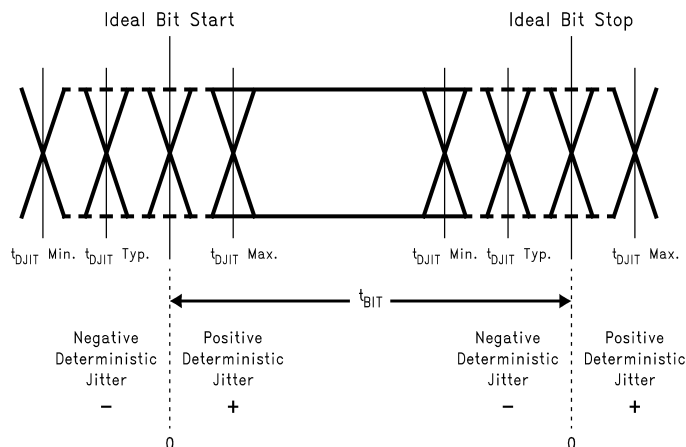 Ideal Bit Start
Ideal Bit Stop
tDJIT Min.
tDJIT Typ.
tDJIT Max.
tDJIT Min.
tDJIT Typ.
tDJIT Max.
tBIT
Negative
Deterministic
Jitter
−
Positive
Deterministic
Jitter
+
Negative
Deterministic
Jitter
−
Positive
Deterministic
Jitter
+
0
0